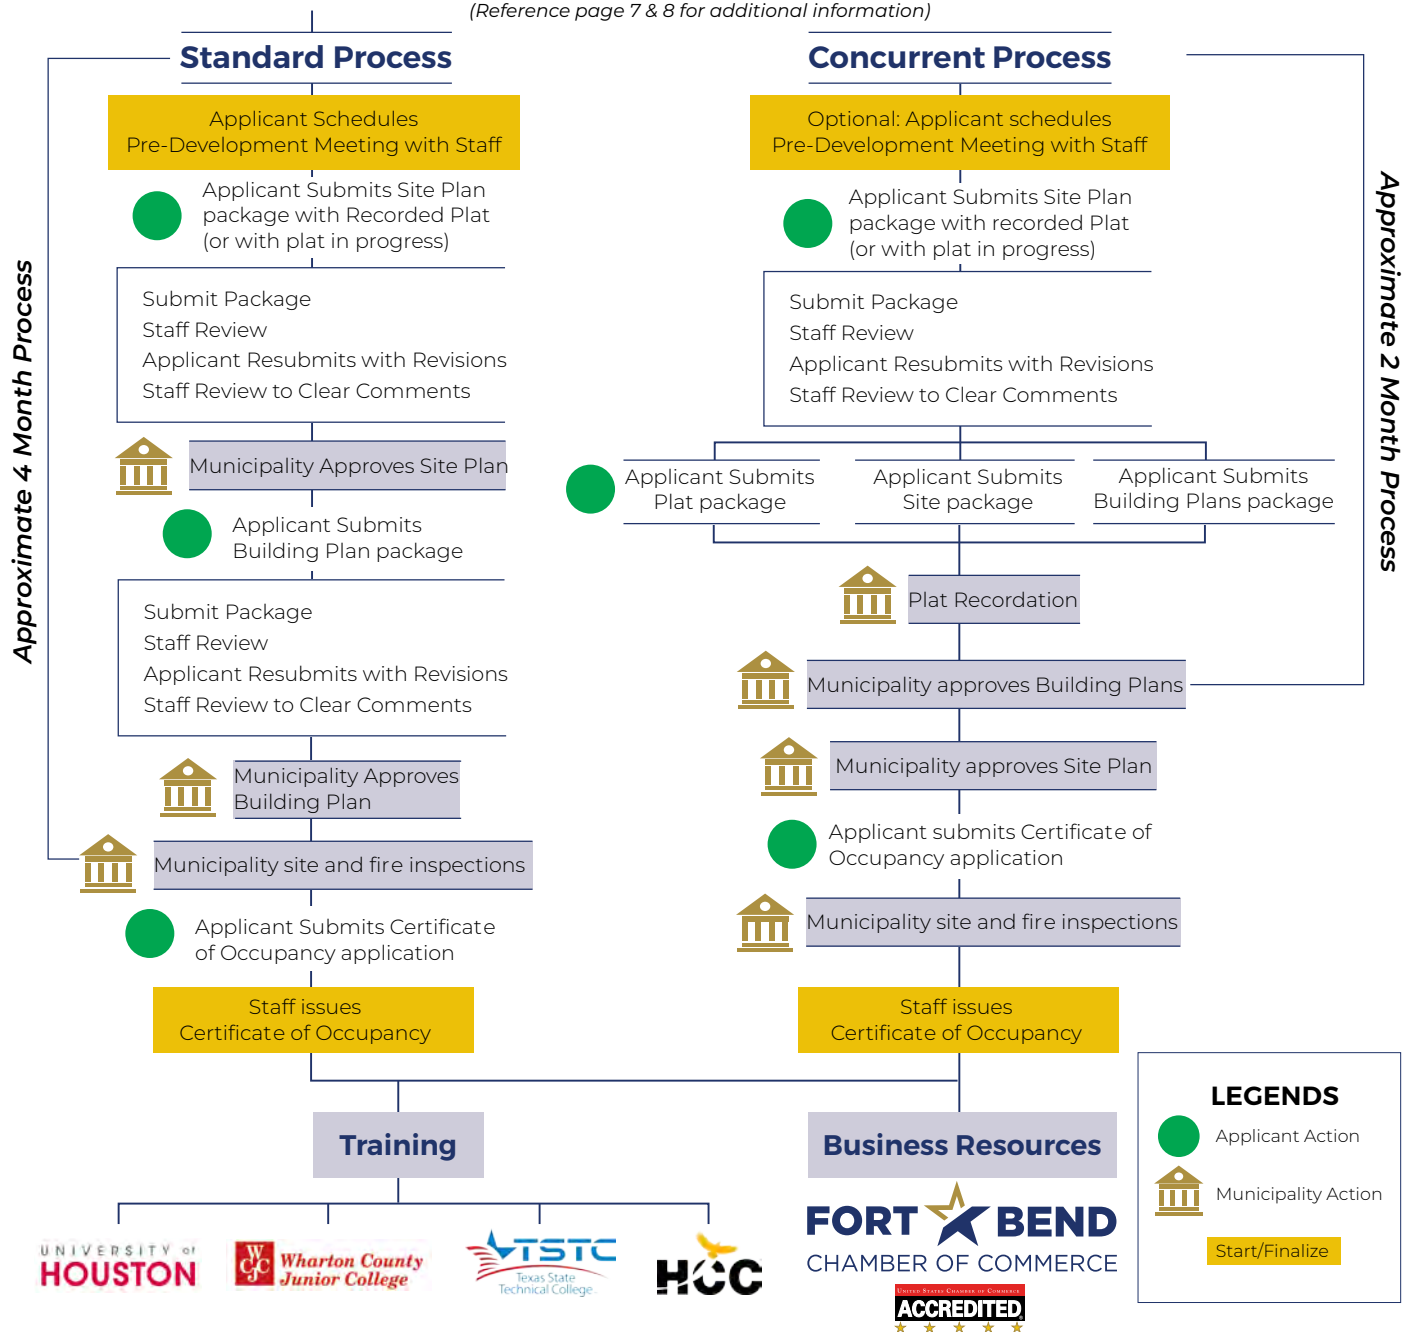 (Reference page 7 & 8 for additional information)
Standard Process
Applicant Schedules
Pre-Development Meeting with Staff
Applicant Submits Site Plan
package with Recorded Plat
(or with plat in progress)
Submit Package
Staff Review
Applicant Resubmits with Revisions
Staff Review to Clear Comments
Municipality Approves Site Plan
Applicant Submits
Building Plan package
Submit Package
Staff Review
Applicant Resubmits with Revisions
Staff Review to Clear Comments
Municipality Approves
Building Plan
Municipality site and fire inspections
Applicant Submits Certificate
of Occupancy application
Staff issues
Certificate of Occupancy
Approximate 4 Month Process
Concurrent Process
Optional: Applicant schedules
Pre-Development Meeting with Staff
Applicant Submits Site Plan
package with recorded Plat
(or with plat in progress)
Submit Package
Staff Review
Applicant Resubmits with Revisions
Staff Review to Clear Comments
Applicant Submits
Plat package
Applicant Submits
Site package
Applicant Submits
Building Plans package
Plat Recordation
Municipality approves Building Plans
Municipality approves Site Plan
Applicant submits Certificate of
Occupancy application
Municipality site and fire inspections
Staff issues
Certificate of Occupancy
Approximate 2 Month Process
Training
UNIVERSITY of
HOUSTON
WCJC
Wharton County
Junior College
TSTC
Texas State
Technical College
HCC
Business Resources
FORT BEND
CHAMBER OF COMMERCE
UNITED STATES CHAMBER OF COMMERCE
ACCREDITED
LEGENDS
Applicant Action
Municipality Action
Start/Finalize